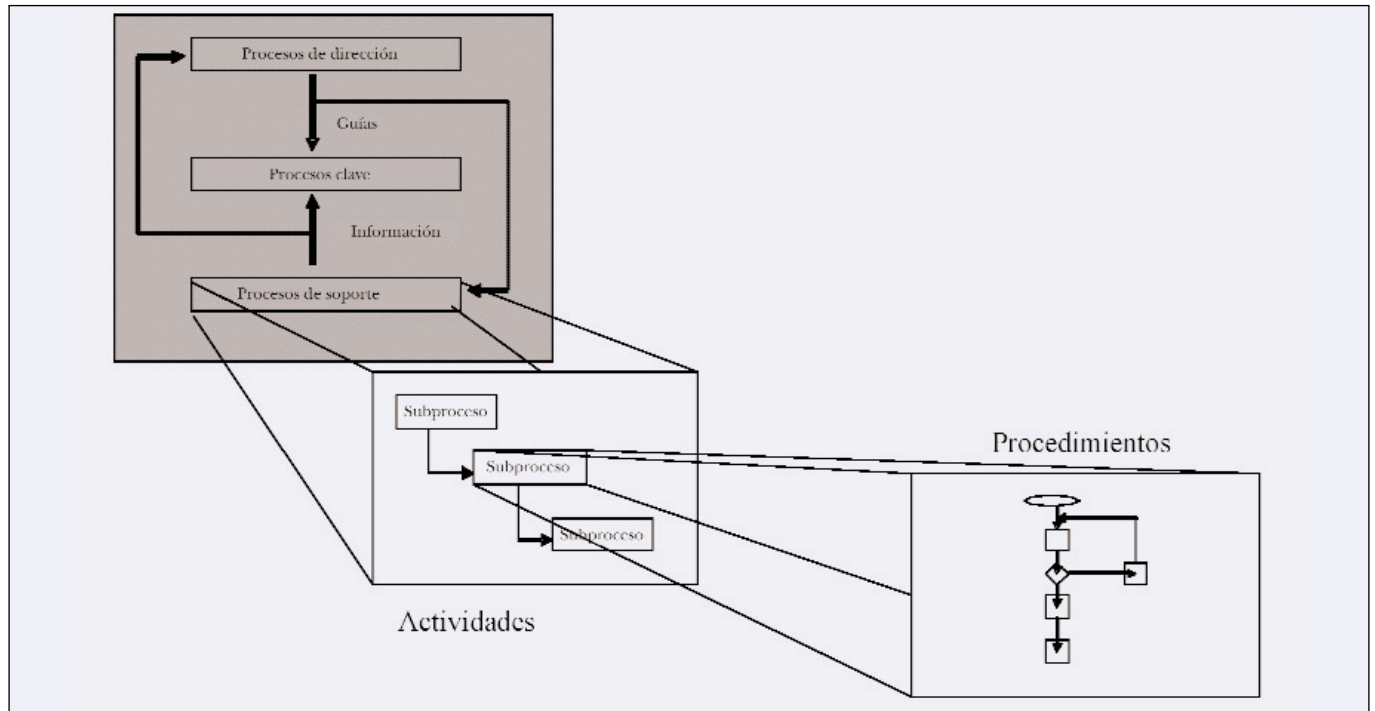 Procesos de dirección
Guías
Procesos clave
Información
Procesos de soporte
Subproceso
Subproceso
Subproceso
Actividades
Procedimientos